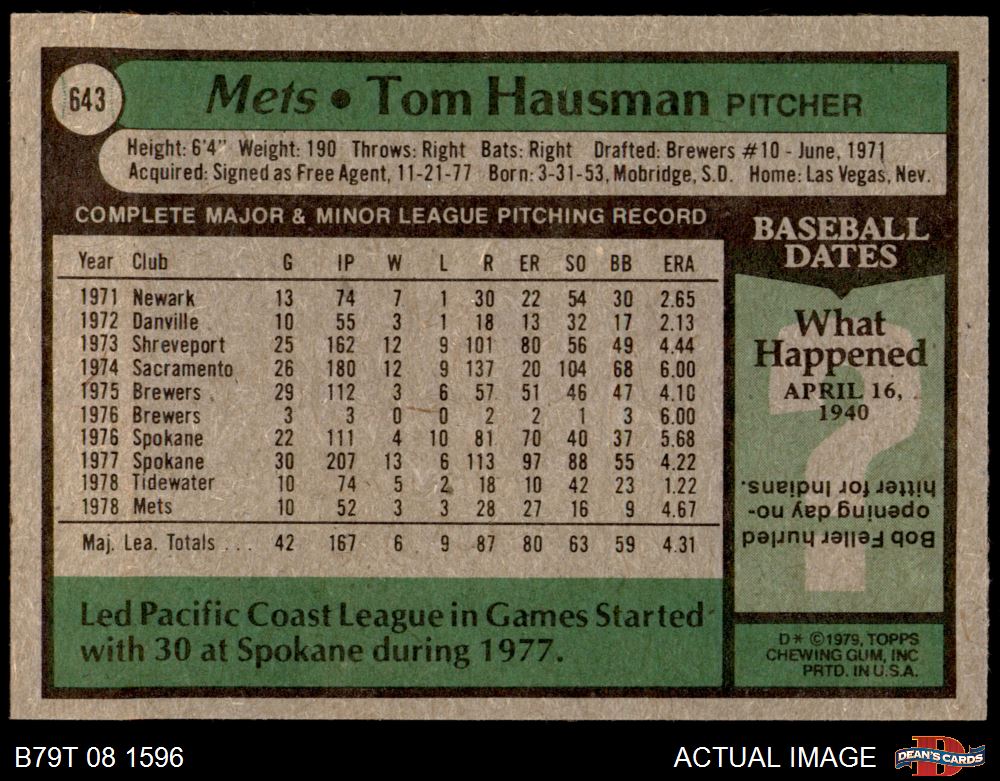 643
Mets • Tom Hausman PITCHER
Height: 6'4" Weight: 190 Throws: Right Bats: Right Drafted: Brewers #10 - June, 1971
Acquired: Signed as Free Agent, 11-21-77 Born: 3-31-53, Mobridge, S.D. Home: Las Vegas, Nev.
COMPLETE MAJOR & MINOR LEAGUE PITCHING RECORD
Year Club G IP W L R ER SO BB ERA
1971 Newark 13 74 7 1 30 22 54 30 2.65
1972 Danville 10 55 3 1 18 13 32 17 2.13
1973 Shreveport 25 162 12 9 101 80 56 49 4.44
1974 Sacramento 26 180 12 9 137 20 104 68 6.00
1975 Brewers 29 112 3 6 57 51 46 47 4.10
1976 Brewers 3 3 0 0 2 2 1 3 6.00
1976 Spokane 22 111 4 10 81 70 40 37 5.68
1977 Spokane 30 207 13 6 113 97 88 55 4.22
1978 Tidewater 10 74 5 2 18 10 42 23 1.22
1978 Mets 10 52 3 3 28 27 16 9 4.67
Maj. Lea. Totals . . . 42 167 6 9 87 80 63 59 4.31
Led Pacific Coast League in Games Started
with 30 at Spokane during 1977.
BASEBALL
DATES
What
Happened
APRIL 16,
1940
?
Bob Feller hurled
opening day no-
hitter for Indians.
D* ©1979, TOPPS
CHEWING GUM, INC
PRTD. IN U.S.A.
B79T 08 1596
ACTUAL IMAGE
D
DEAN'S CARDS